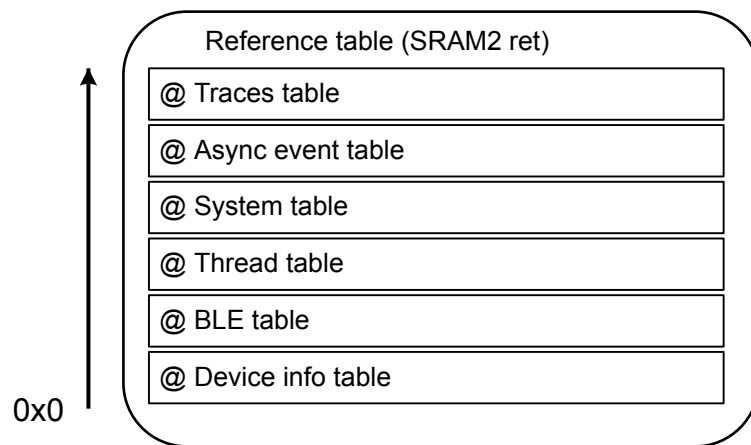 Reference table (SRAM2 ret)
@ Traces table
@ Async event table
@ System table
@ Thread table
@ BLE table
@ Device info table
0x0